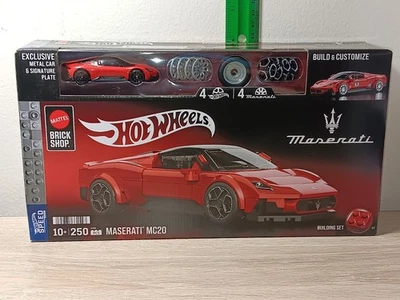 EXCLUSIVE
METAL CAR
& SIGNATURE
PLATE
BUILD & CUSTOMIZE
4
4
MATTEL
BRICK
SHOP.
HOT WHEELS
Maserati
SPEED
10+ 250 MASERATI MC20
BUILDING SET